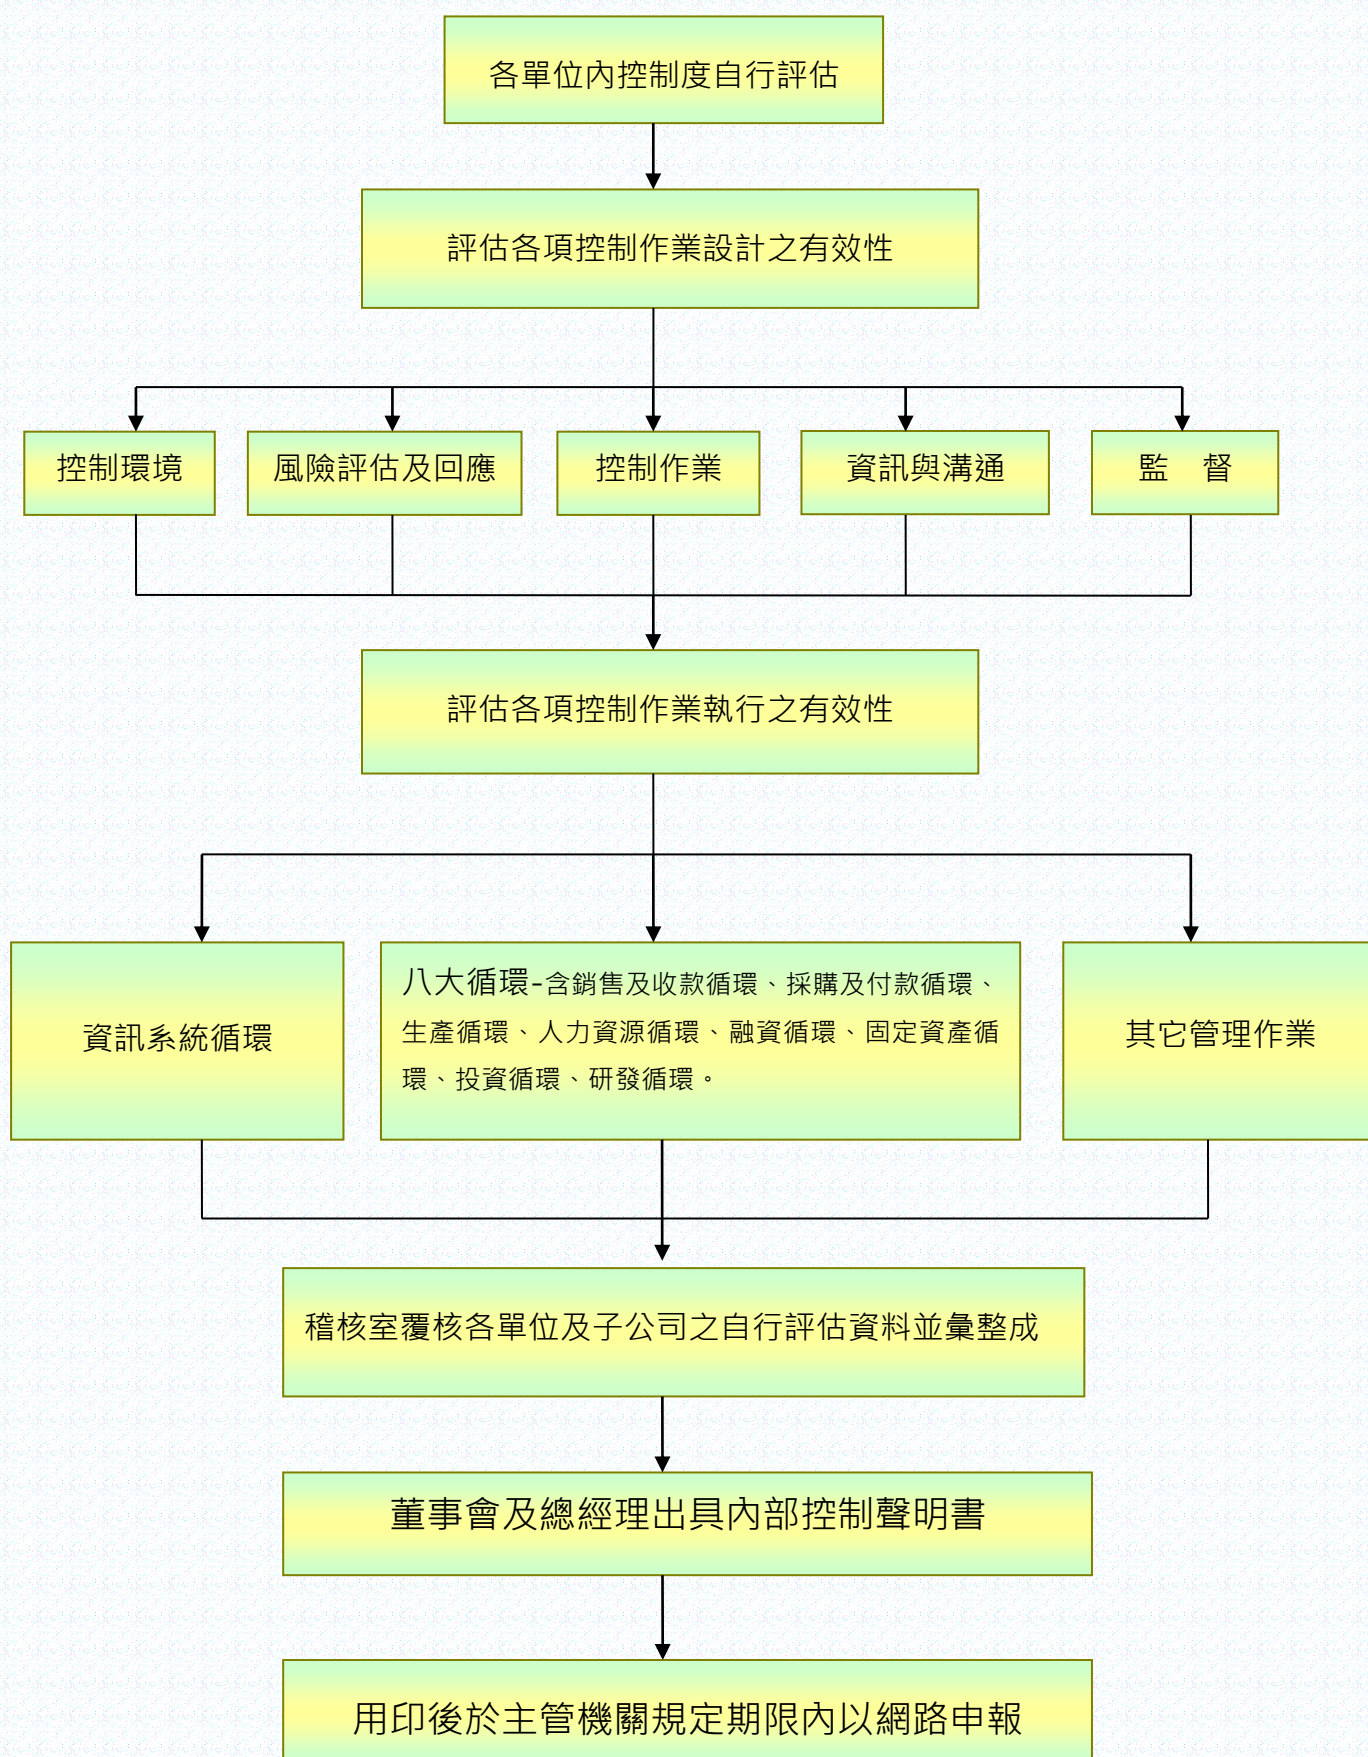 各單位內控制度自行評估
評估各項控制作業設計之有效性
控制環境
風險評估及回應
控制作業
資訊與溝通
監　督
評估各項控制作業執行之有效性
資訊系統循環
八大循環-含銷售及收款循環、採購及付款循環、
生產循環、人力資源循環、融資循環、固定資產循
環、投資循環、研發循環。
其它管理作業
稽核室覆核各單位及子公司之自行評估資料並彙整成
董事會及總經理出具內部控制聲明書
用印後於主管機關規定期限內以網路申報